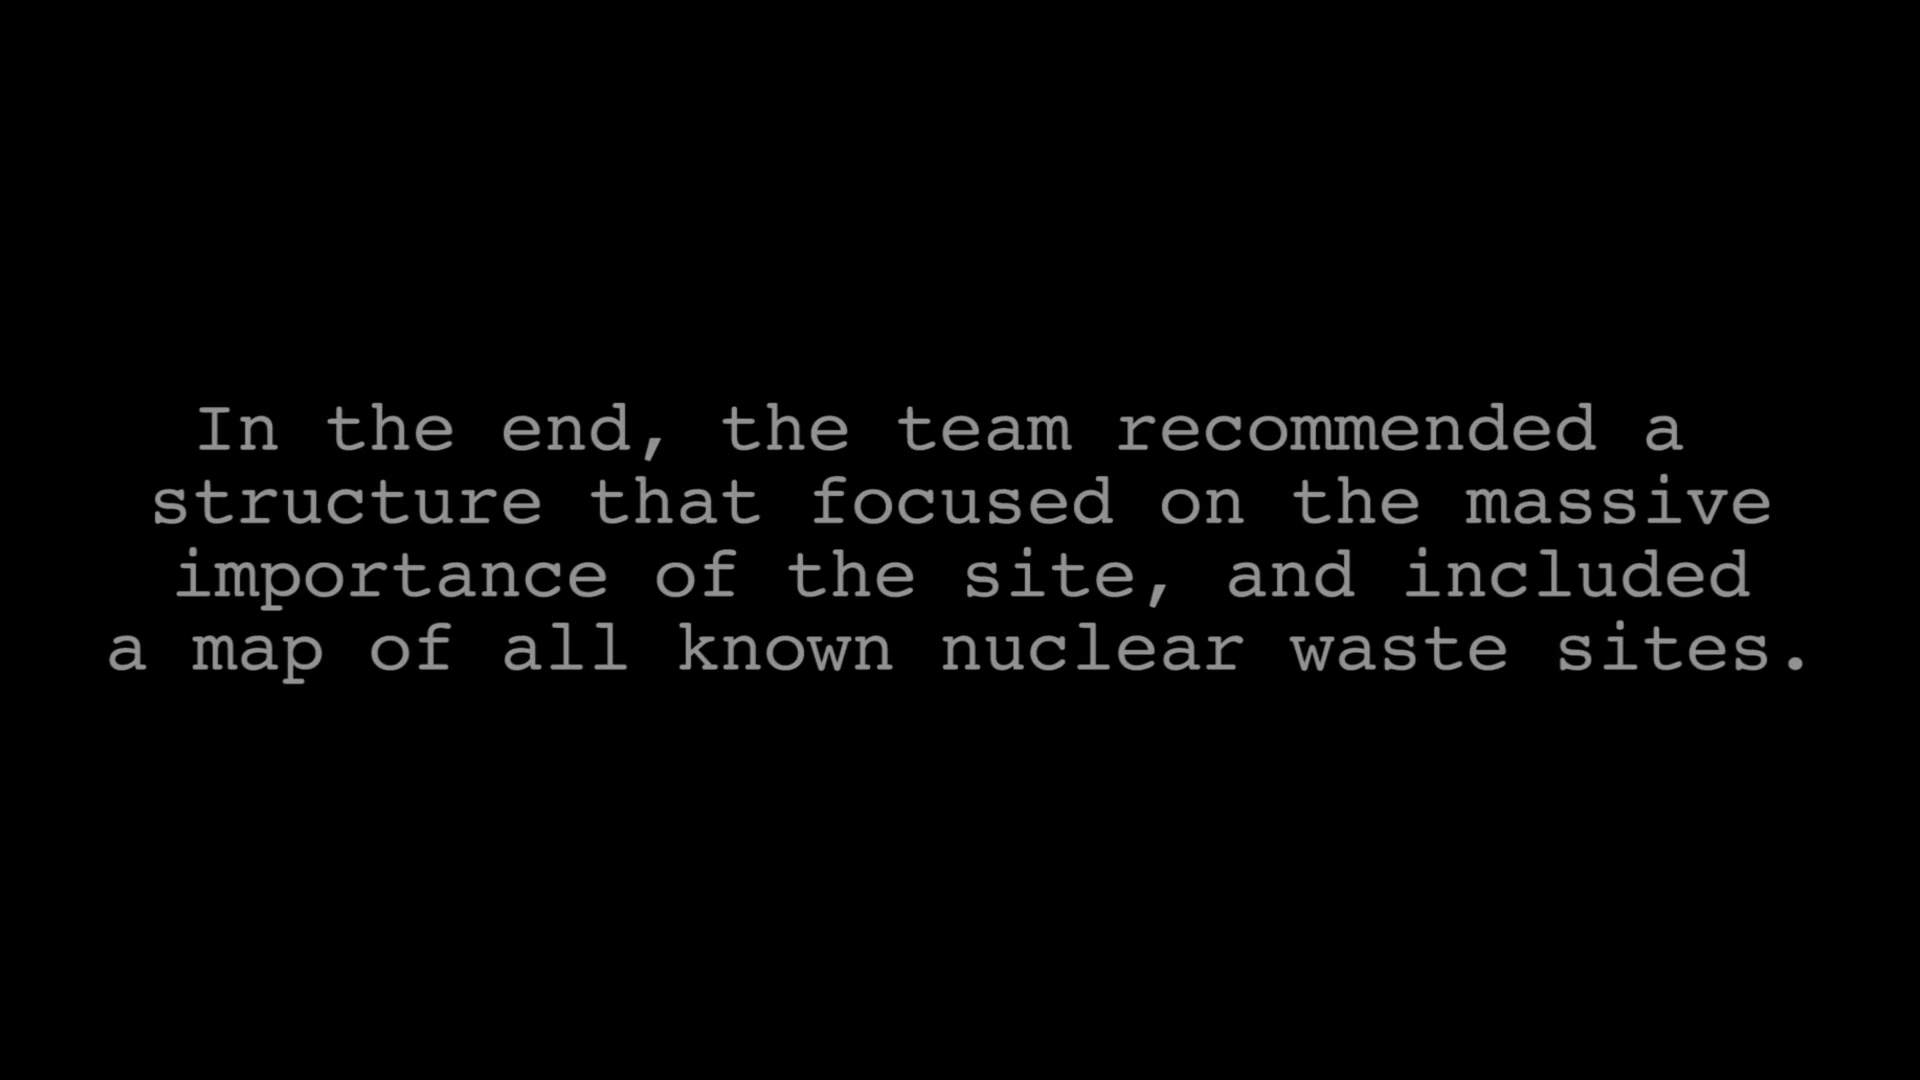 In the end, the team recommended a
structure that focused on the massive
importance of the site, and included
a map of all known nuclear waste sites.